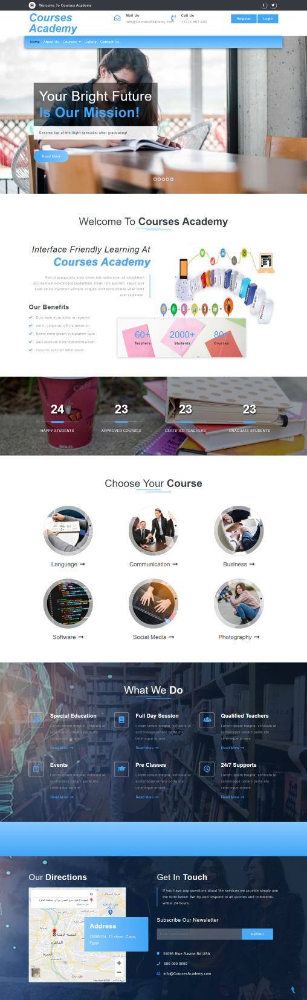 Welcome To Courses Academy
Courses
Academy
Mail Us
info@CoursesAcademy.com
Call Us
+1234-567-890
Register
Login
Home
About Us
Courses
Gallery
Contact Us
Your Bright Future
Is Our Mission!
Become top-of-the-flight specialist after graduating!
Read More
Welcome To Courses Academy
Interface Friendly Learning At
Courses Academy
Sed ut perspiciatis unde omnis iste natus error sit voluptatem
accusantium doloremque laudantium, totam rem aperiam, eaque ipsa
quae ab illo inventore veritatis et quasi architecto beatae vitae dicta
sunt explicabo.
Our Benefits
Duis aute irure dolor in reprehe
unt in culpa qui officia deserunt
Nemo enim ipsam voluptatem quia
quis nostrum exercitationem ullam
corporis suscipit laboriosam
60+
Teachers
2000+
Students
80+
Courses
24
HAPPY STUDENTS
23
APPROVED COURSES
23
CERTIFIED TEACHERS
23
GRADUATE STUDENTS
Choose Your Course
Language
Communication
Business
Software
Social Media
Photography
What We Do
Special Education
Lorem ipsum magna, vehicula ut
scelerisque ornare porta ete
celerisque ornare.
Read More
Full Day Session
Lorem ipsum magna, vehicula ut
scelerisque ornare porta ete
celerisque ornare.
Read More
Qualified Teachers
Lorem ipsum magna, vehicula ut
scelerisque ornare porta ete
celerisque ornare.
Read More
Events
Lorem ipsum magna, vehicula ut
scelerisque ornare porta ete
celerisque ornare.
Read More
Pre Classes
Lorem ipsum magna, vehicula ut
scelerisque ornare porta ete
celerisque ornare.
Read More
24/7 Supports
Lorem ipsum magna, vehicula ut
scelerisque ornare porta ete
celerisque ornare.
Read More
Our Directions
مطار القاهرة
الدولي
إمبابة
القاهرة
الجيزة
Google
Address
25095 Rd, 13 street, Cairo,
Egypt
Get In Touch
If you have any questions about the services we provide simply use
the form below. We try and respond to all queries and comments
within 24 hours.
Subscribe Our Newsletter
Enter your email
Submit
25095 Blue Ravine Rd,USA
000 000 0000
info@CoursesAcademy.com